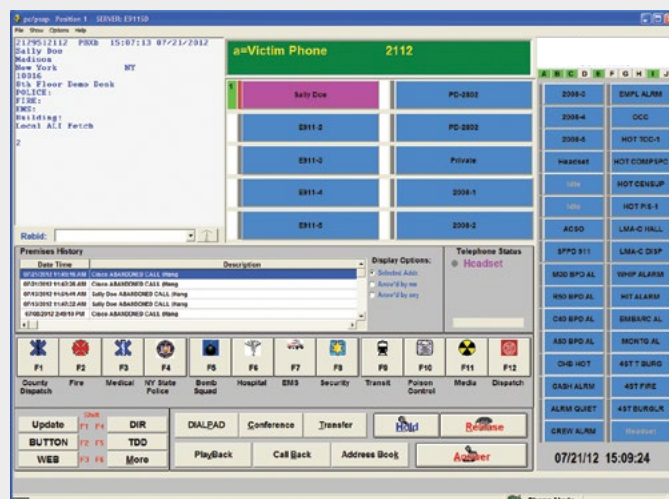 pc/psap Position 1 SERVER: E911SD
File Show Options Help
2129512112 PBXb 15:07:13 07/21/2012
Sally Doe
Madison
New York NY
10016
8th Floor Demo Desk
POLICE:
FIRE:
EMS:
Building:
Local ALI Fetch
2
Rebid:
a=Victim Phone 2112
1
Sally Doe
PD-2802
E911-2
PD-2802
E911-3
Private
E911-4
2008-1
E911-5
2008-2
A B C D E F G H I J
2008-3
EMPL ALRM
2008-4
OCC
2008-5
HOT TCC-1
Headset
HOT COMPSPC
Idle
HOT CENSUP
Idle
HOT PIS-1
ACSO
LMA-C HALL
SFPD 911
LMA-C DISP
M30 BPD AL
WHIP ALARM
R50 BPD AL
HIT ALARM
C40 BPD AL
EMBARC AL
A50 BPD AL
MONTG AL
CHS HOT
4ST T BURG
CASH ALRM
4ST FIRE
ALRM QUIET
4ST BURGLR
CREW ALRM
Headset
Premises History
Date Time
Description
Cisco ABANDONED CALL (Hang
Cisco ABANDONED CALL (Hang
Sally Doe ABANDONED CALL (Hang
Sally Doe ABANDONED CALL (Hang
Cisco ABANDONED CALL (Hang
Display Options:
Selected Addr.
Answ'd by me
Answ'd by any
Telephone Status
Headset
F1
F2
F3
F4
F5
F6
F7
F8
F9
F10
F11
F12
County Dispatch
Fire
Medical
NY State Police
Bomb Squad
Hospital
EMS
Security
Transit
Poison Control
Media
Dispatch
Shift
Update
F1 F4
DIR
BUTTON
F2 F5
TDD
WEB
F3 F6
More
DIALPAD
Conference
Transfer
Hold
Release
PlayBack
Call Back
Address Book
Answer
07/21/12 15:09:24